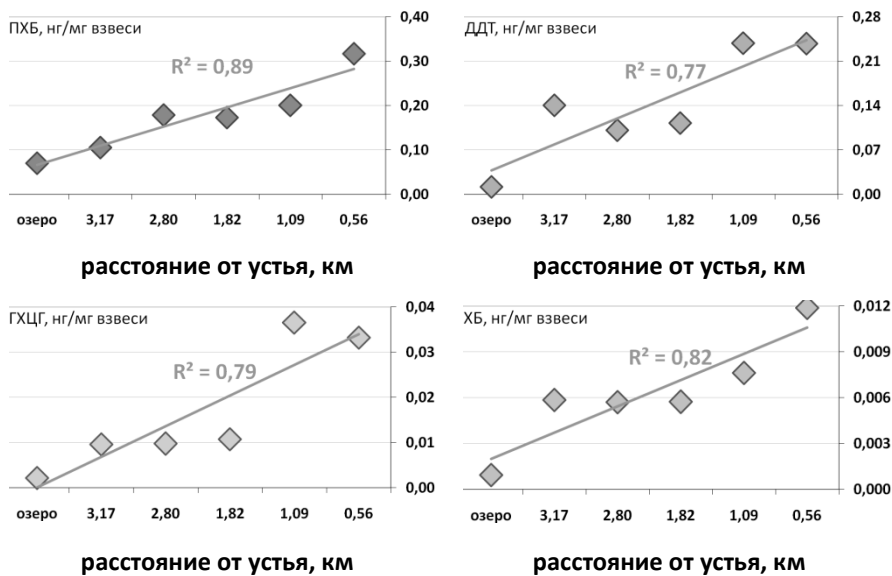 ПХБ, нг/мг взвеси
0,40
0,30
0,20
0,10
0,00
R² = 0,89
озеро 3,17 2,80 1,82 1,09 0,56
расстояние от устья, км
ДДТ, нг/мг взвеси
0,28
0,21
0,14
0,07
0,00
R² = 0,77
озеро 3,17 2,80 1,82 1,09 0,56
расстояние от устья, км
ГХЦГ, нг/мг взвеси
0,04
0,03
0,02
0,01
0,00
R² = 0,79
озеро 3,17 2,80 1,82 1,09 0,56
расстояние от устья, км
ХБ, нг/мг взвеси
0,012
0,009
0,006
0,003
0,000
R² = 0,82
озеро 3,17 2,80 1,82 1,09 0,56
расстояние от устья, км